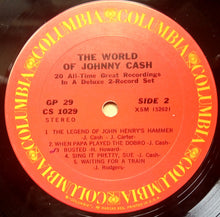 COLUMBIA COLUMBIA COLUMBIA COLUMBIA COLUMBIA COLUMBIA
THE WORLD
OF JOHNNY CASH
20 All-Time Great Recordings
In A Deluxe 2-Record Set
GP 29
CS 1029
STEREO
SIDE 2
XSM 152621
1. THE LEGEND OF JOHN HENRY'S HAMMER
-J. Cash - J. Carter-
2. WHEN PAPA PLAYED THE DOBRO -J. Cash-
3. BUSTED -H. Howard-
4. SING IT PRETTY, SUE -J. Cash-
5. WAITING FOR A TRAIN
-J. Rodgers-